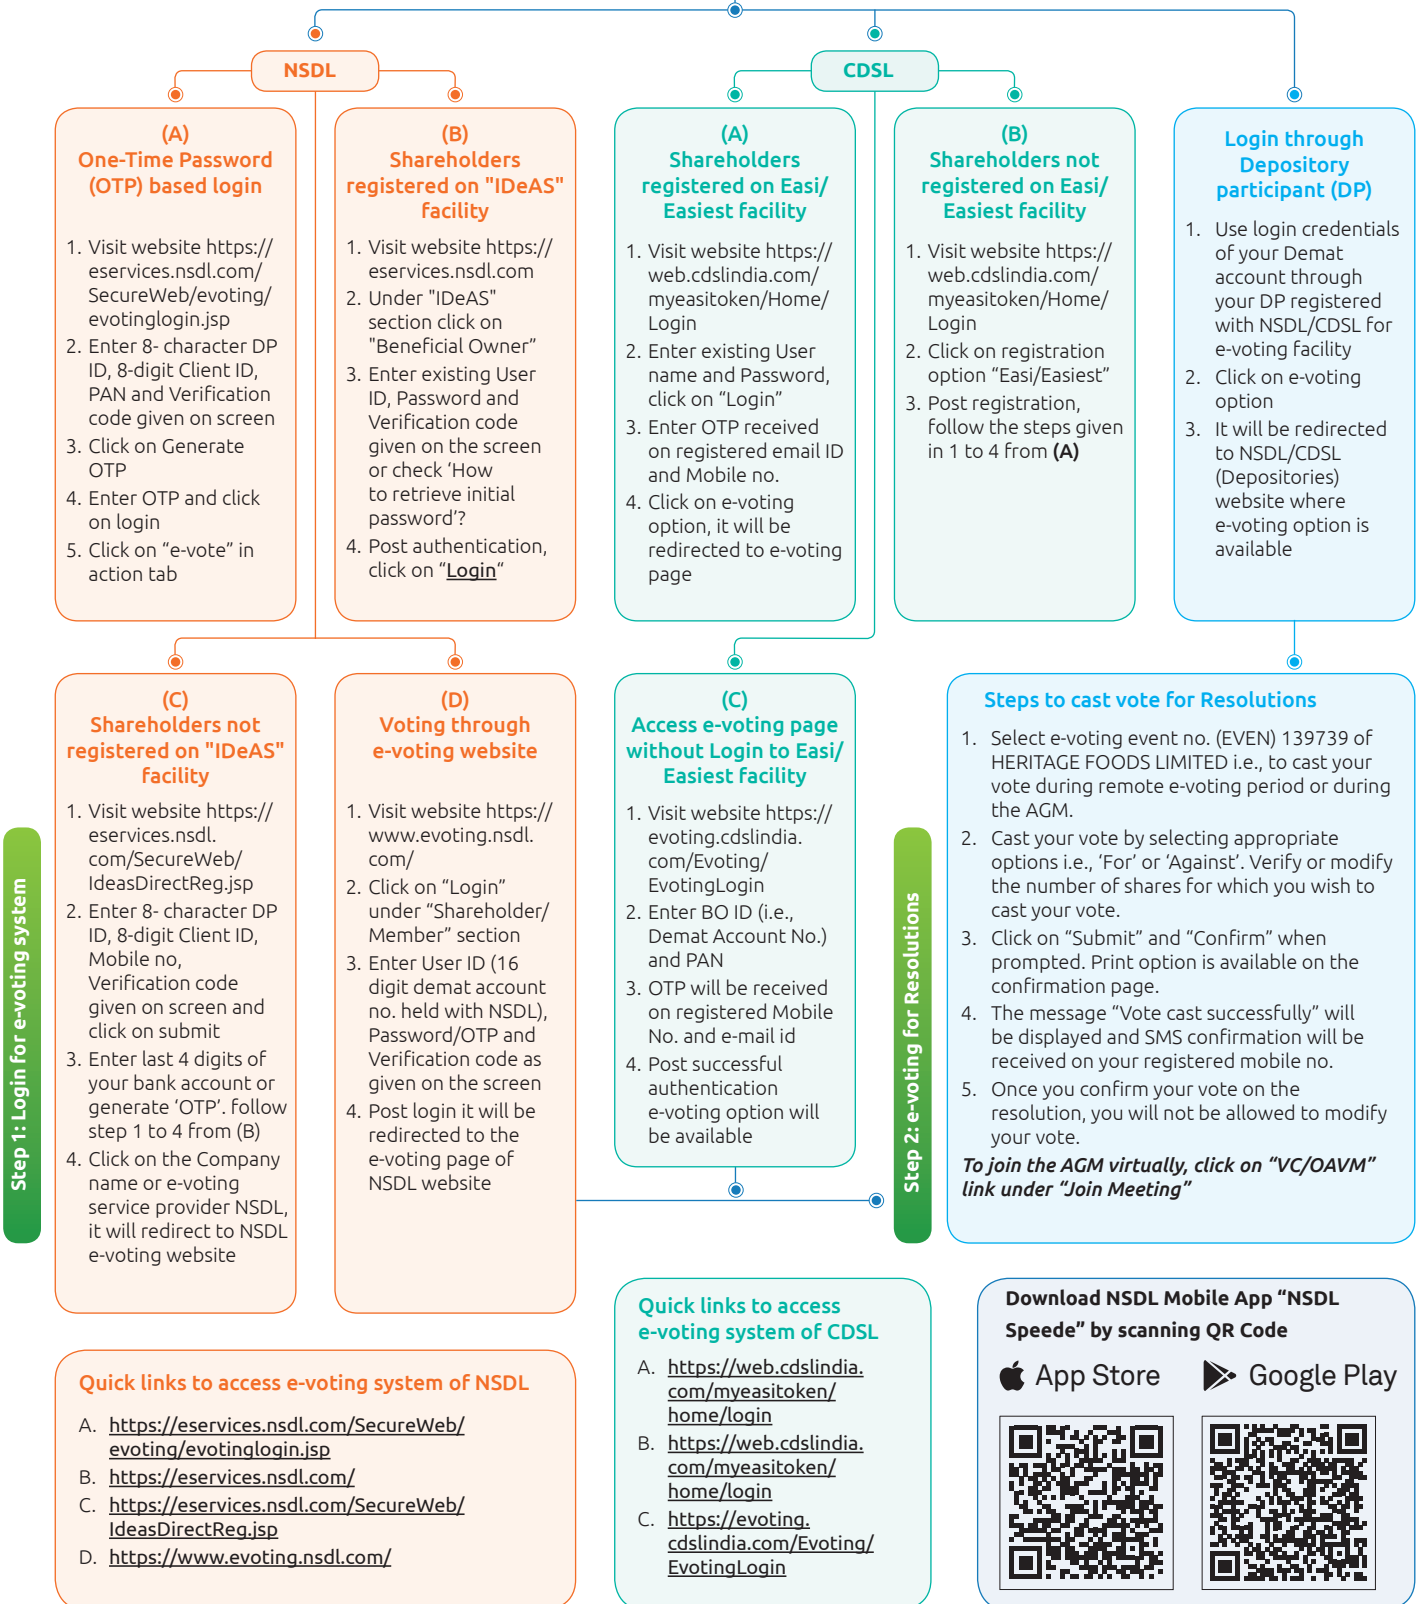 NSDL
CDSL
(A)
One-Time Password
(OTP) based login
1. Visit website https://
eservices.nsdl.com/
SecureWeb/evoting/
evotinglogin.jsp
2. Enter 8- character DP
ID, 8-digit Client ID,
PAN and Verification
code given on screen
3. Click on Generate
OTP
4. Enter OTP and click
on login
5. Click on “e-vote” in
action tab
(B)
Shareholders
registered on "IDeAS"
facility
1. Visit website https://
eservices.nsdl.com
2. Under "IDeAS"
section click on
"Beneficial Owner”
3. Enter existing User
ID, Password and
Verification code
given on the screen
or check ‘How
to retrieve initial
password’?
4. Post authentication,
click on “Login“
(A)
Shareholders
registered on Easi/
Easiest facility
1. Visit website https://
web.cdslindia.com/
myeasitoken/Home/
Login
2. Enter existing User
name and Password,
click on “Login”
3. Enter OTP received
on registered email ID
and Mobile no.
4. Click on e-voting
option, it will be
redirected to e-voting
page
(B)
Shareholders not
registered on Easi/
Easiest facility
1. Visit website https://
web.cdslindia.com/
myeasitoken/Home/
Login
2. Click on registration
option “Easi/Easiest”
3. Post registration,
follow the steps given
in 1 to 4 from (A)
Login through
Depository
participant (DP)
1. Use login credentials
of your Demat
account through
your DP registered
with NSDL/CDSL for
e-voting facility
2. Click on e-voting
option
3. It will be redirected
to NSDL/CDSL
(Depositories)
website where
e-voting option is
available
Step 1: Login for e-voting system
(C)
Shareholders not
registered on "IDeAS"
facility
1. Visit website https://
eservices.nsdl.
com/SecureWeb/
IdeasDirectReg.jsp
2. Enter 8- character DP
ID, 8-digit Client ID,
Mobile no,
Verification code
given on screen and
click on submit
3. Enter last 4 digits of
your bank account or
generate ‘OTP’. follow
step 1 to 4 from (B)
4. Click on the Company
name or e-voting
service provider NSDL,
it will redirect to NSDL
e-voting website
(D)
Voting through
e-voting website
1. Visit website https://
www.evoting.nsdl.
com/
2. Click on “Login”
under “Shareholder/
Member” section
3. Enter User ID (16
digit demat account
no. held with NSDL),
Password/OTP and
Verification code as
given on the screen
4. Post login it will be
redirected to the
e-voting page of
NSDL website
(C)
Access e-voting page
without Login to Easi/
Easiest facility
1. Visit website https://
evoting.cdslindia.
com/Evoting/
EvotingLogin
2. Enter BO ID (i.e.,
Demat Account No.)
and PAN
3. OTP will be received
on registered Mobile
No. and e-mail id
4. Post successful
authentication
e-voting option will
be available
Step 2: e-voting for Resolutions
Steps to cast vote for Resolutions
1. Select e-voting event no. (EVEN) 139739 of
HERITAGE FOODS LIMITED i.e., to cast your
vote during remote e-voting period or during
the AGM.
2. Cast your vote by selecting appropriate
options i.e., ‘For’ or ‘Against’. Verify or modify
the number of shares for which you wish to
cast your vote.
3. Click on “Submit” and “Confirm” when
prompted. Print option is available on the
confirmation page.
4. The message “Vote cast successfully” will
be displayed and SMS confirmation will be
received on your registered mobile no.
5. Once you confirm your vote on the
resolution, you will not be allowed to modify
your vote.
To join the AGM virtually, click on “VC/OAVM”
link under “Join Meeting”
Quick links to access e-voting system of NSDL
A. https://eservices.nsdl.com/SecureWeb/
evoting/evotinglogin.jsp
B. https://eservices.nsdl.com/
C. https://eservices.nsdl.com/SecureWeb/
IdeasDirectReg.jsp
D. https://www.evoting.nsdl.com/
Quick links to access
e-voting system of CDSL
A. https://web.cdslindia.
com/myeasitoken/
home/login
B. https://web.cdslindia.
com/myeasitoken/
home/login
C. https://evoting.
cdslindia.com/Evoting/
EvotingLogin
Download NSDL Mobile App “NSDL
Speede” by scanning QR Code
App Store
Google Play